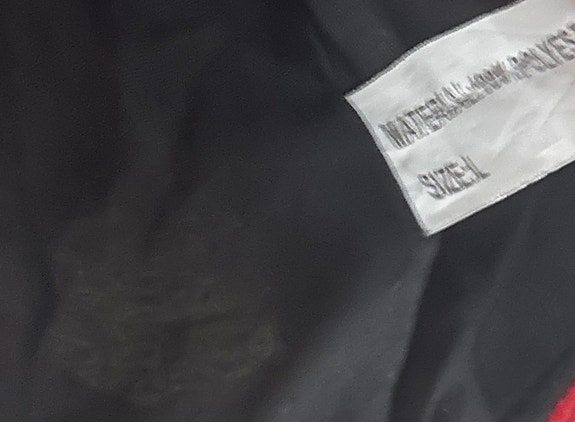 MATERIAL:100% POLYES
SIZE:L